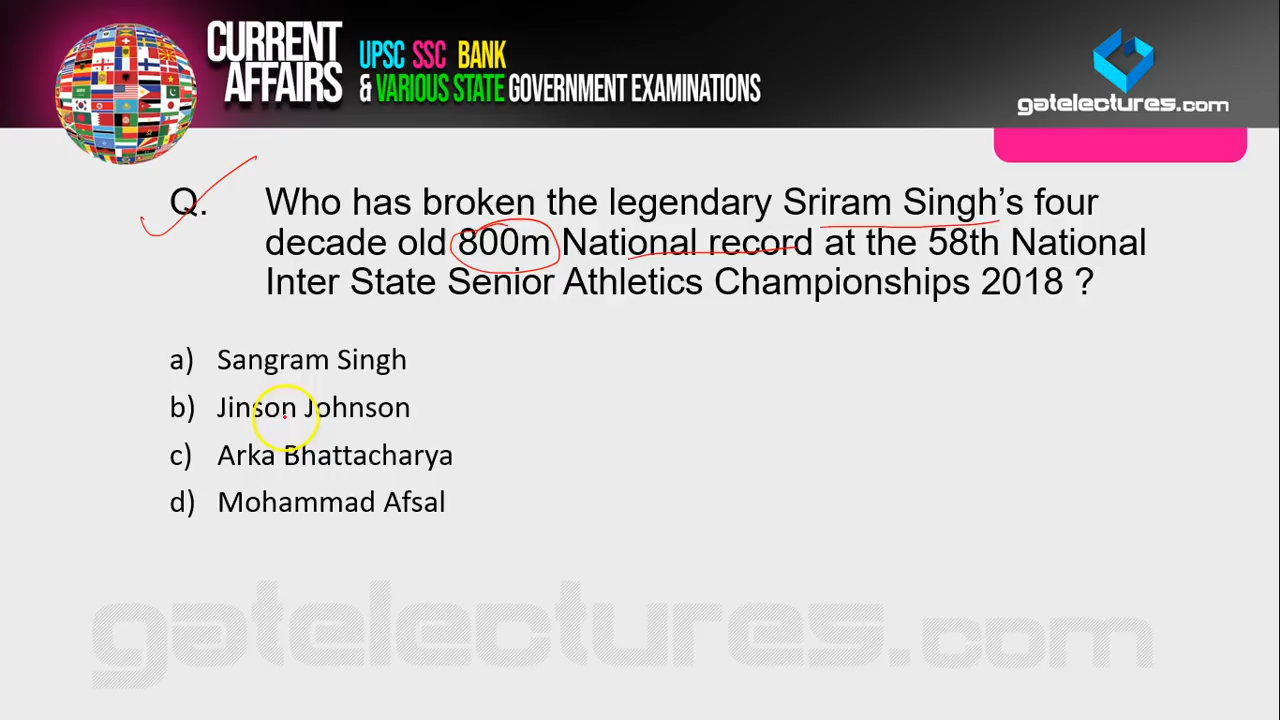 CURRENT
AFFAIRS
UPSC SSC BANK
& VARIOUS STATE GOVERNMENT EXAMINATIONS
gatelectures.com
Q. Who has broken the legendary Sriram Singh's four
decade old 800m National record at the 58th National
Inter State Senior Athletics Championships 2018 ?
a) Sangram Singh
b) Jinson Johnson
c) Arka Bhattacharya
d) Mohammad Afsal
gatelectures.com